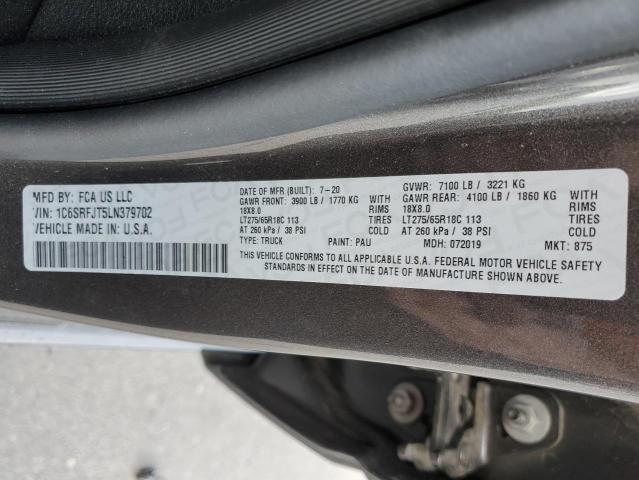 MFD BY: FCA US LLC
VIN: 1C6SRFJT5LN379702
VEHICLE MADE IN U.S.A.
DATE OF MFR (BUILT): 7-20 GVWR: 7100 LB / 3221 KG
GAWR FRONT: 3900 LB / 1770 KG GAWR REAR: 4100 LB / 1860 KG
18X8.0 RIMS 18X8.0 RIMS
LT275/65R18C 113 TIRES LT275/65R18C 113 TIRES
AT 260 kPa / 38 PSI COLD AT 260 kPa / 38 PSI COLD
TYPE: TRUCK PAINT: PAU MDH: 072019 MKT: 875
THIS VEHICLE CONFORMS TO ALL APPLICABLE U.S.A. FEDERAL MOTOR VEHICLE SAFETY
STANDARDS IN EFFECT ON THE DATE OF MANUFACTURE SHOWN ABOVE.